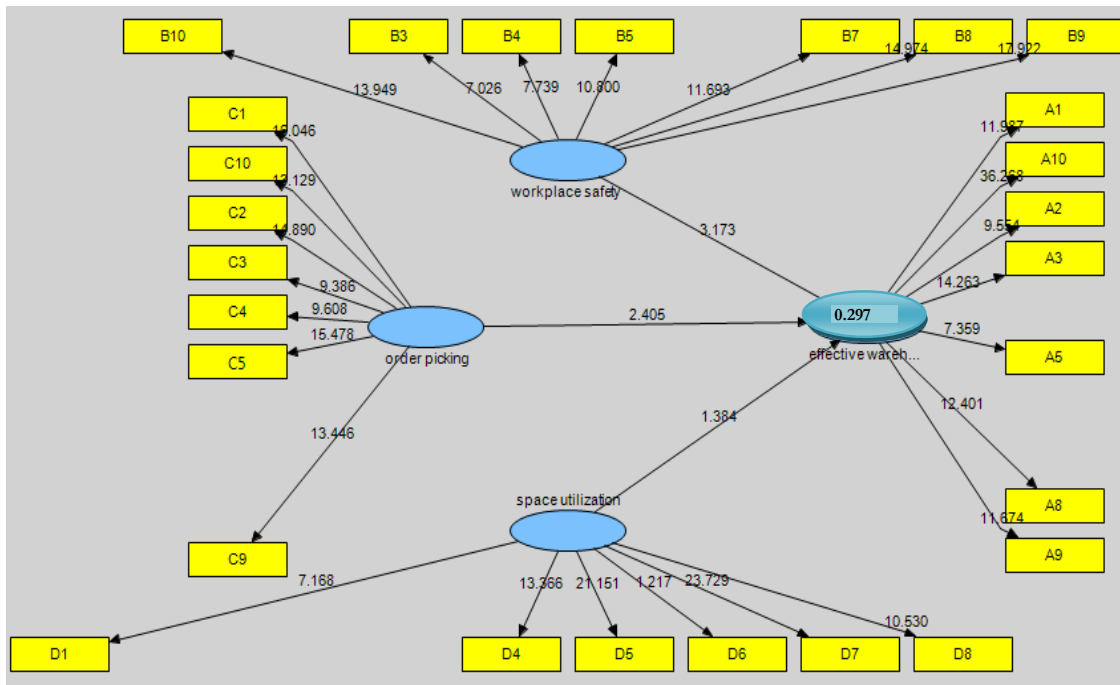 B10
B3
B4
B5
B7
B8
B9
13.949
7.026
7.739
10.800
11.693
14.974
17.922
C1
C10
13.129
C2
14.890
C3
9.386
C4
9.608
C5
15.478
order picking
13.446
C9
workplace safety
3.173
2.405
1.384
0.297
effective wareh...
A1
11.987
A10
36.268
A2
9.554
A3
14.263
A5
7.359
A8
12.401
A9
11.674
space utilization
7.168
13.366
21.151
1.217
23.729
10.530
D1
D4
D5
D6
D7
D8